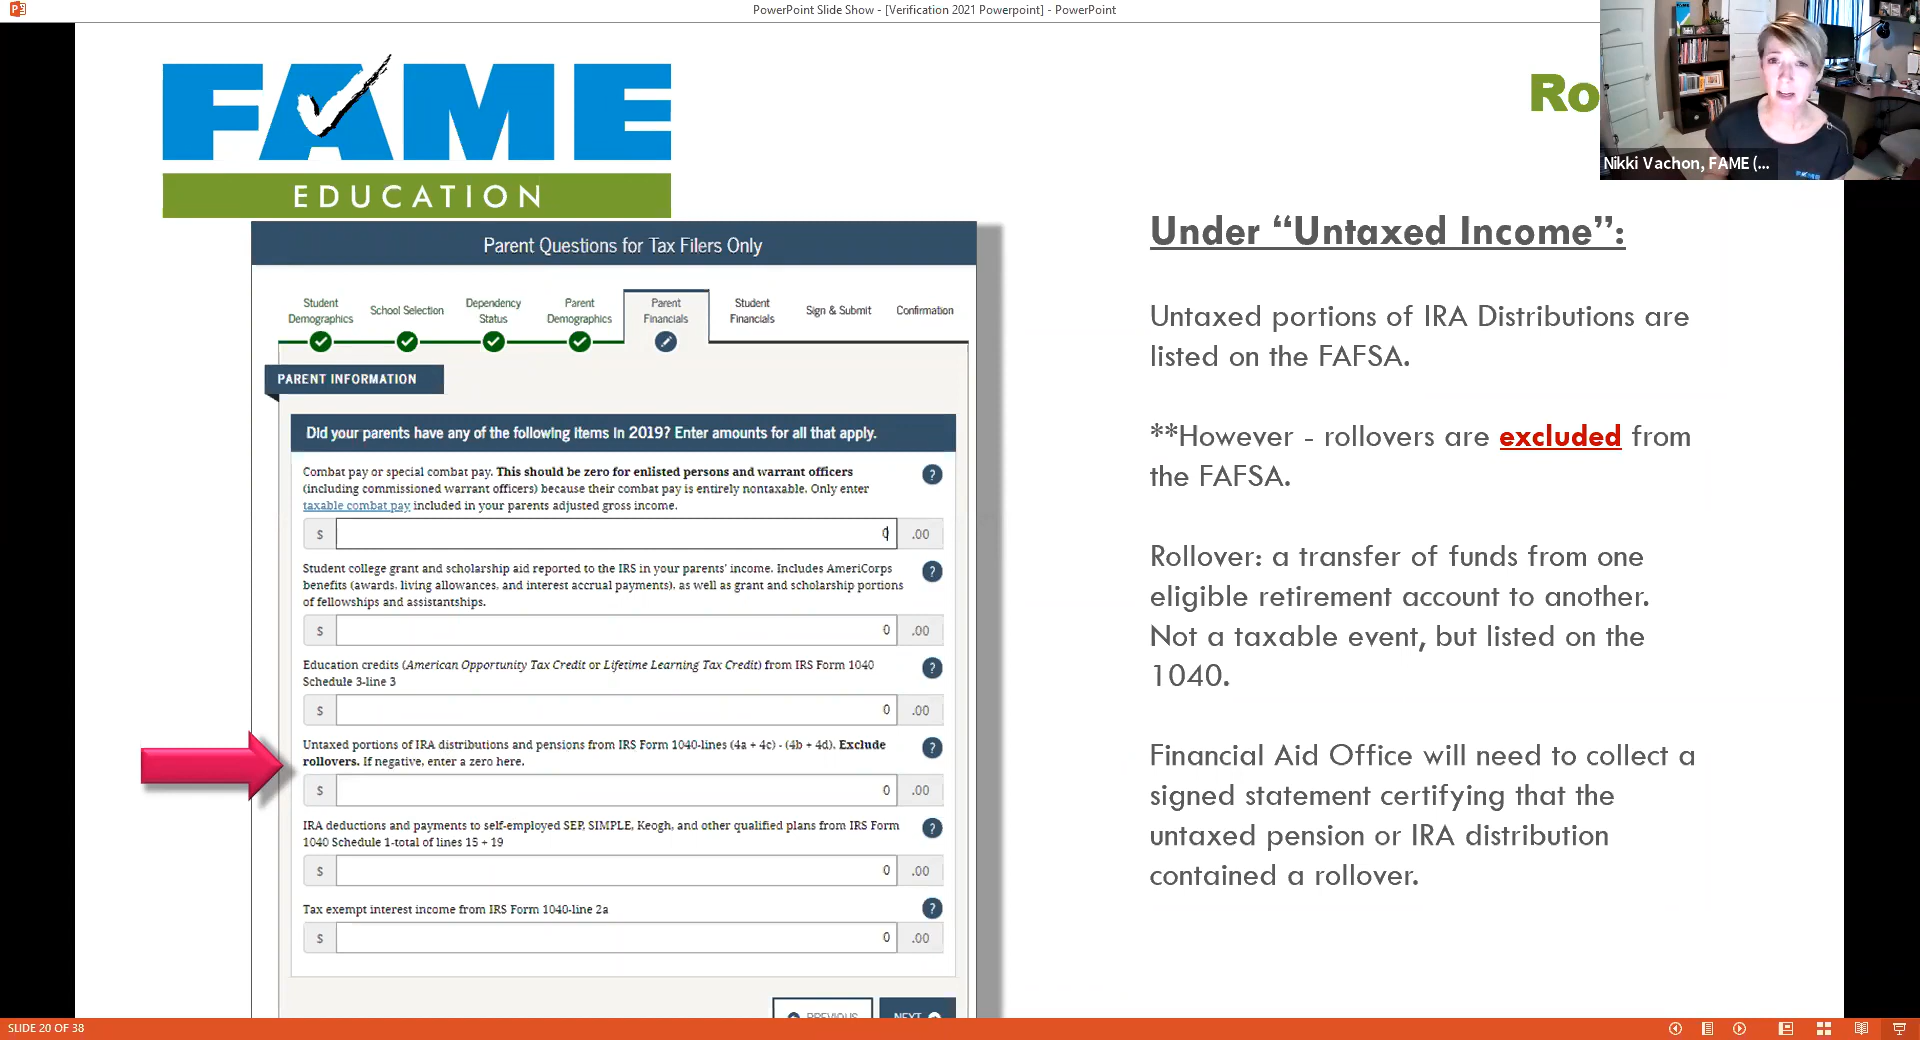 PowerPoint Slide Show - [Verification 2021 Powerpoint] - PowerPoint
FAME
EDUCATION
Nikki Vachon, FAME (...
FAME
Parent Questions for Tax Filers Only
Student Demographics
School Selection
Dependency Status
Parent Demographics
Parent Financials
Student Financials
Sign & Submit
Confirmation
PARENT INFORMATION
Did your parents have any of the following items in 2019? Enter amounts for all that apply.
Combat pay or special combat pay. This should be zero for enlisted persons and warrant officers
(including commissioned warrant officers) because their combat pay is entirely nontaxable. Only enter
taxable combat pay included in your parents adjusted gross income.
$ 0 .00
Student college grant and scholarship aid reported to the IRS in your parents' income. Includes AmeriCorps
benefits (awards, living allowances, and interest accrual payments), as well as grant and scholarship portions
of fellowships and assistantships.
$ 0 .00
Education credits (American Opportunity Tax Credit or Lifetime Learning Tax Credit) from IRS Form 1040
Schedule 3-line 3
$ 0 .00
Untaxed portions of IRA distributions and pensions from IRS Form 1040-lines (4a + 4c) - (4b + 4d). Exclude
rollovers. If negative, enter a zero here.
$ 0 .00
IRA deductions and payments to self-employed SEP, SIMPLE, Keogh, and other qualified plans from IRS Form
1040 Schedule 1-total of lines 15 + 19
$ 0 .00
Tax exempt interest income from IRS Form 1040-line 2a
$ 0 .00
PREVIOUS
NEXT
Under “Untaxed Income”:
Untaxed portions of IRA Distributions are
listed on the FAFSA.
**However - rollovers are excluded from
the FAFSA.
Rollover: a transfer of funds from one
eligible retirement account to another.
Not a taxable event, but listed on the
1040.
Financial Aid Office will need to collect a
signed statement certifying that the
untaxed pension or IRA distribution
contained a rollover.
SLIDE 20 OF 38